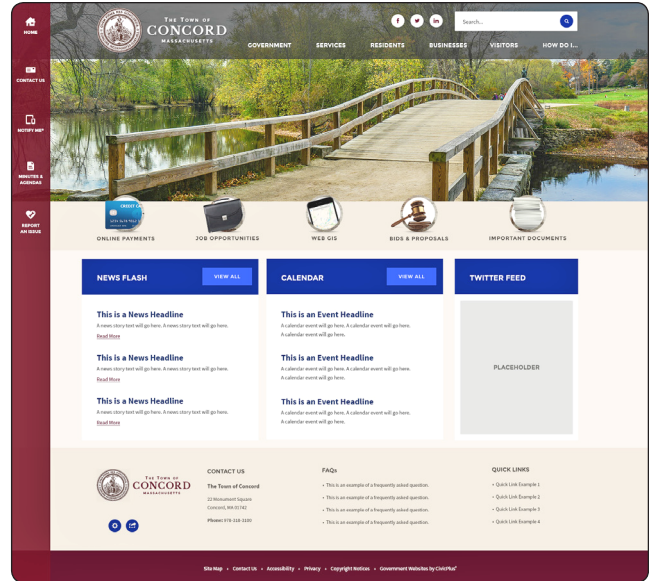 HOME
CONTACT US
NOTIFY ME®
MINUTES &
AGENDAS
REPORT
AN ISSUE
THE TOWN OF
CONCORD
MASSACHUSETTS
Search...
GOVERNMENT SERVICES RESIDENTS BUSINESSES VISITORS HOW DO I...
CREDIT CA
ONLINE PAYMENTS JOB OPPORTUNITIES WEB GIS BIDS & PROPOSALS IMPORTANT DOCUMENTS
NEWS FLASH
VIEW ALL
This is a News Headline
A news story text will go here. A news story text will go here.
Read More
This is a News Headline
A news story text will go here. A news story text will go here.
Read More
This is a News Headline
A news story text will go here. A news story text will go here.
Read More
CALENDAR
VIEW ALL
This is an Event Headline
A calendar event will go here. A calendar event will go here.
A calendar event will go here.
This is an Event Headline
A calendar event will go here. A calendar event will go here.
A calendar event will go here.
This is an Event Headline
A calendar event will go here. A calendar event will go here.
A calendar event will go here.
TWITTER FEED
PLACEHOLDER
THE TOWN OF
CONCORD
MASSACHUSETTS
CONTACT US
The Town of Concord
22 Monument Square
Concord, MA 01742
Phone: 978-318-3100
FAQs
• This is an example of a frequently asked question.
• This is an example of a frequently asked question.
• This is an example of a frequently asked question.
• This is an example of a frequently asked question.
QUICK LINKS
• Quick Link Example 1
• Quick Link Example 2
• Quick Link Example 3
• Quick Link Example 4
Site Map • Contact Us • Accessibility • Privacy • Copyright Notices • Government Websites by CivicPlus®